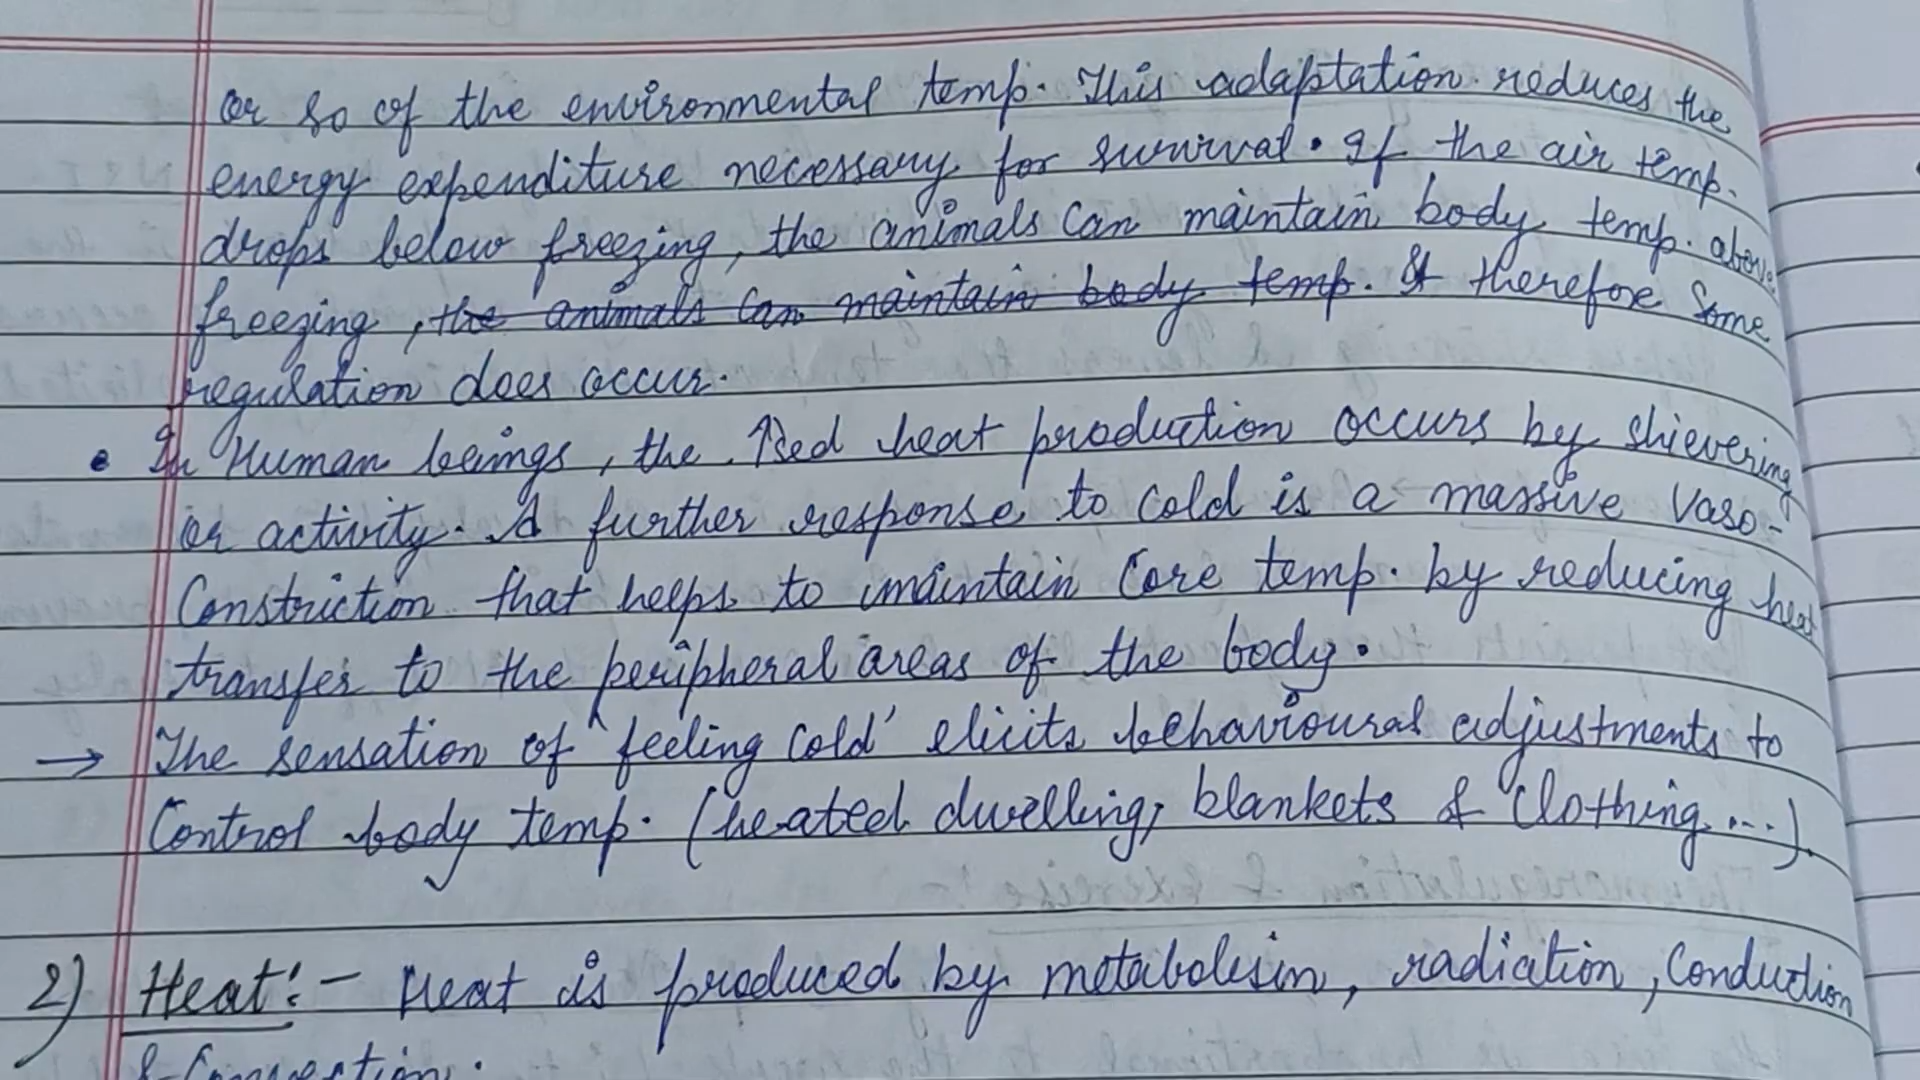 or so of the environmental temp. This adaptation reduces the
energy expenditure necessary for survival. If the air temp.
drops below freezing, the animals can maintain body temp. above
freezing, the animals can maintain body temp. & therefore some
regulation does occur.
• In Human beings, the ↑sed heat production occurs by shievering
or activity. A further response to cold is a massive vaso-
constriction that helps to maintain core temp. by reducing heat
transfer to the peripheral areas of the body.
→ The sensation of 'feeling cold' elicits behavioural adjustments to
control body temp. (heated dwelling, blankets & clothing...).
2) Heat:- Heat is produced by metabolism, radiation, conduction
& Convection.